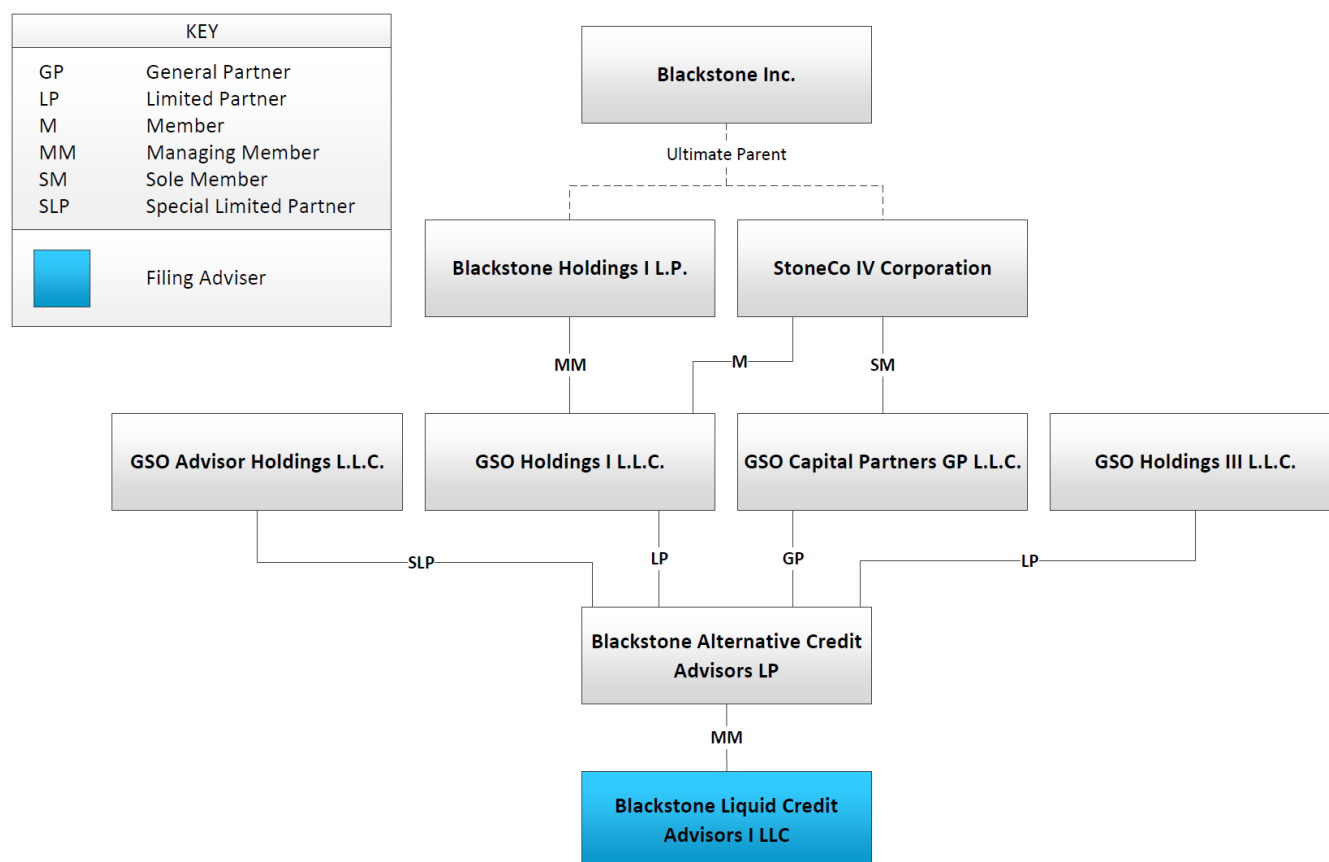 KEY
GP General Partner
LP Limited Partner
M Member
MM Managing Member
SM Sole Member
SLP Special Limited Partner
Filing Adviser
Blackstone Inc.
Ultimate Parent
Blackstone Holdings I L.P.
StoneCo IV Corporation
MM
M
SM
GSO Advisor Holdings L.L.C.
GSO Holdings I L.L.C.
GSO Capital Partners GP L.L.C.
GSO Holdings III L.L.C.
SLP
LP
GP
LP
Blackstone Alternative Credit
Advisors LP
MM
Blackstone Liquid Credit
Advisors I LLC